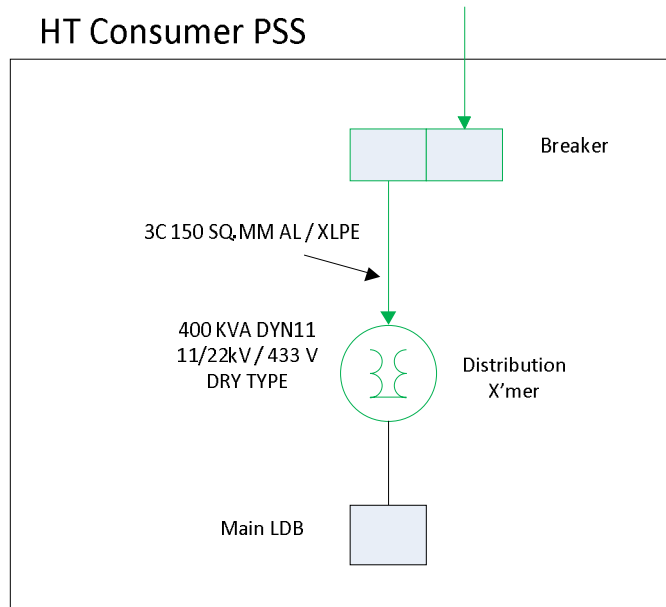 HT Consumer PSS
Breaker
3C 150 SQ.MM AL / XLPE
400 KVA DYN11
11/22kV / 433 V
DRY TYPE
Distribution
X'mer
Main LDB